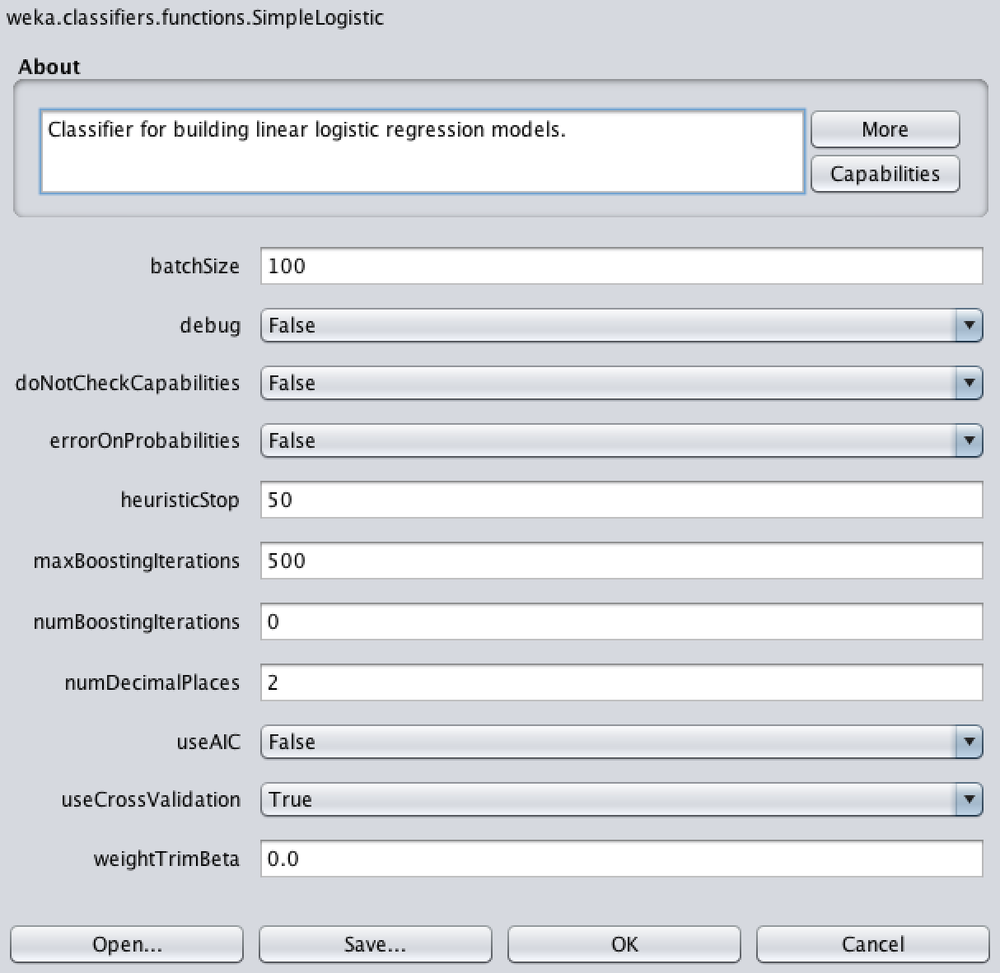 weka.classifiers.functions.SimpleLogistic
About
Classifier for building linear logistic regression models.
More
Capabilities
batchSize 100
debug False
doNotCheckCapabilities False
errorOnProbabilities False
heuristicStop 50
maxBoostingIterations 500
numBoostingIterations 0
numDecimalPlaces 2
useAIC False
useCrossValidation True
weightTrimBeta 0.0
Open... Save... OK Cancel